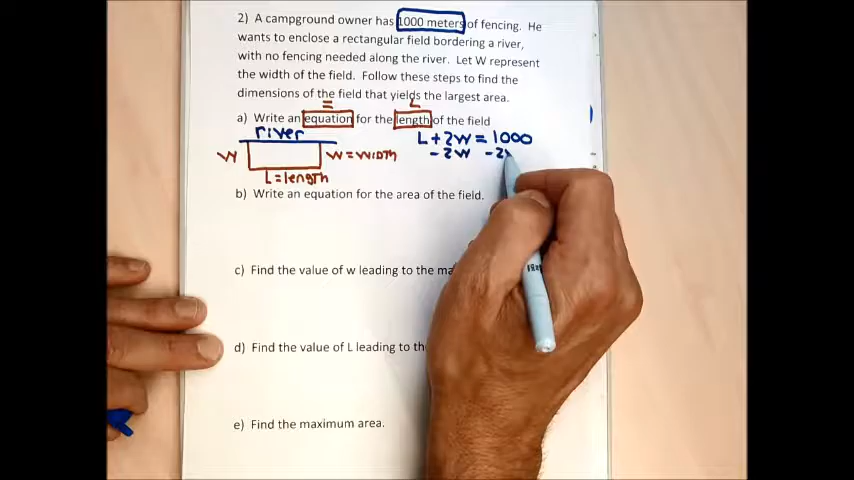 2) A campground owner has 1000 meters of fencing. He
wants to enclose a rectangular field bordering a river,
with no fencing needed along the river. Let W represent
the width of the field. Follow these steps to find the
dimensions of the field that yields the largest area.
= L
a) Write an equation for the length of the field
river
L + 2W = 1000
- 2W - 2
W W = WIDTH
L = length
b) Write an equation for the area of the field.
c) Find the value of w leading to the
d) Find the value of L leading to
e) Find the maximum area.